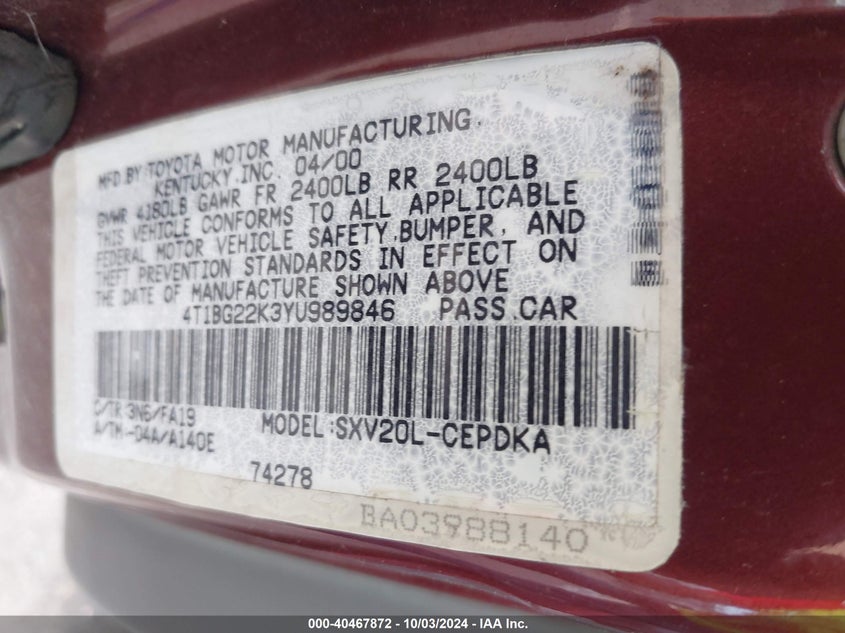 MFD.BY TOYOTA MOTOR MANUFACTURING,
KENTUCKY,INC. 04/00
GVWR 4180LB GAWR FR 2400LB RR 2400LB
THIS VEHICLE CONFORMS TO ALL APPLICABLE
FEDERAL MOTOR VEHICLE SAFETY,BUMPER, AND
THEFT PREVENTION STANDARDS IN EFFECT ON
THE DATE OF MANUFACTURE SHOWN ABOVE
4T1BG22K3YU989846 PASS.CAR
C/TR 3N6/FA19
A/TM-04A/A140E
MODEL:SXV20L-CEPDKA
74278
BA03988140
000-40467872 - 10/03/2024 - IAA Inc.